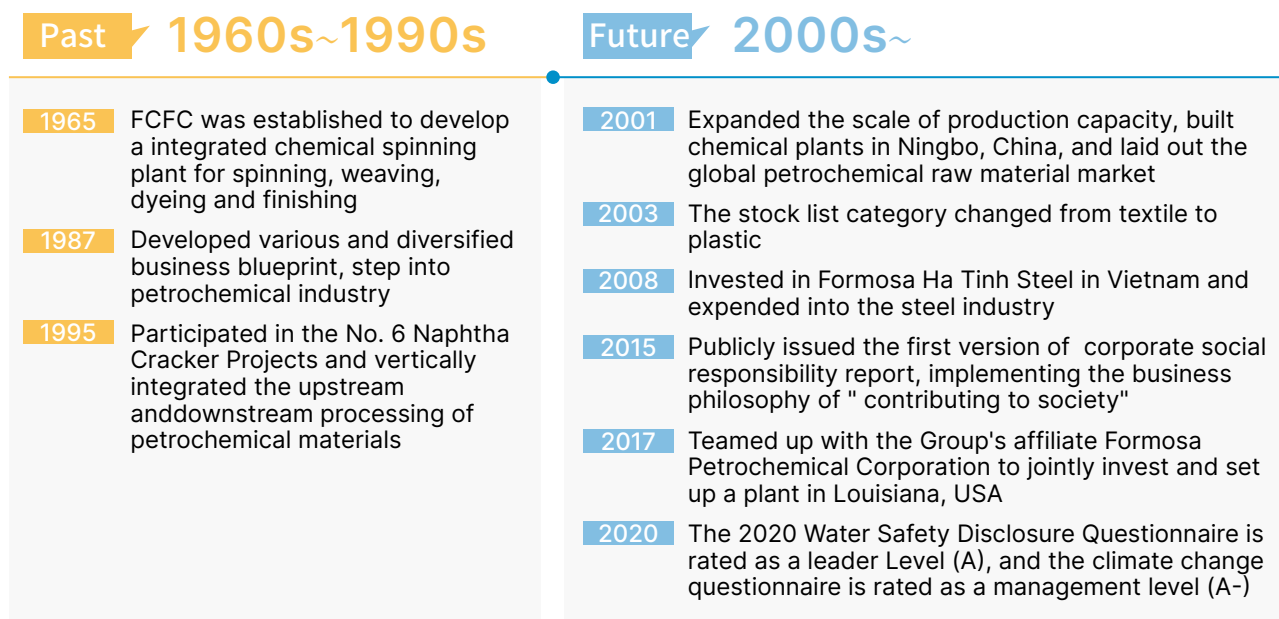 Past 1960s~1990s
1965 FCFC was established to develop
a integrated chemical spinning
plant for spinning, weaving,
dyeing and finishing
1987 Developed various and diversified
business blueprint, step into
petrochemical industry
1995 Participated in the No. 6 Naphtha
Cracker Projects and vertically
integrated the upstream
anddownstream processing of
petrochemical materials
Future 2000s~
2001 Expanded the scale of production capacity, built
chemical plants in Ningbo, China, and laid out the
global petrochemical raw material market
2003 The stock list category changed from textile to
plastic
2008 Invested in Formosa Ha Tinh Steel in Vietnam and
expended into the steel industry
2015 Publicly issued the first version of  corporate social
responsibility report, implementing the business
philosophy of " contributing to society"
2017 Teamed up with the Group's affiliate Formosa
Petrochemical Corporation to jointly invest and set
up a plant in Louisiana, USA
2020 The 2020 Water Safety Disclosure Questionnaire is
rated as a leader Level (A), and the climate change
questionnaire is rated as a management level (A-)